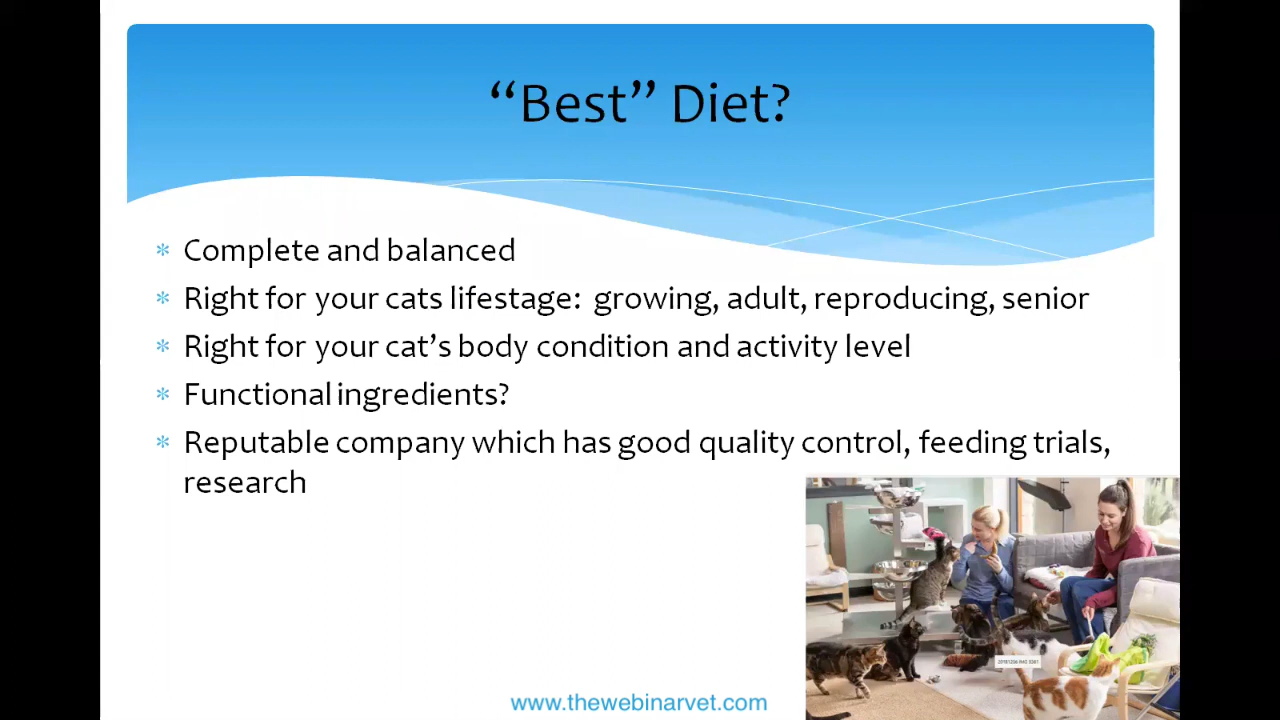 “Best” Diet?
* Complete and balanced
* Right for your cats lifestage: growing, adult, reproducing, senior
* Right for your cat’s body condition and activity level
* Functional ingredients?
* Reputable company which has good quality control, feeding trials,
research
www.thewebinarvet.com